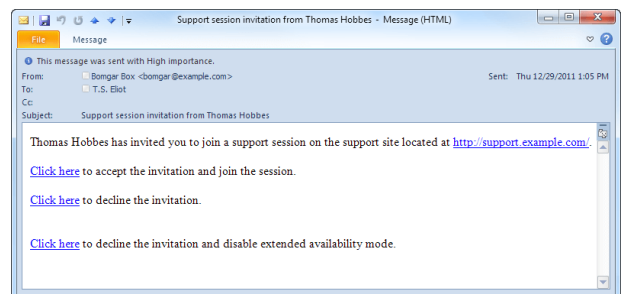 Support session invitation from Thomas Hobbes - Message (HTML)
File Message
This message was sent with High importance.
From: Bomgar Box <bomgar@example.com> Sent: Thu 12/29/2011 1:05 PM
To: T.S. Eliot
Cc:
Subject: Support session invitation from Thomas Hobbes
Thomas Hobbes has invited you to join a support session on the support site located at http://support.example.com/.
Click here to accept the invitation and join the session.
Click here to decline the invitation.
Click here to decline the invitation and disable extended availability mode.